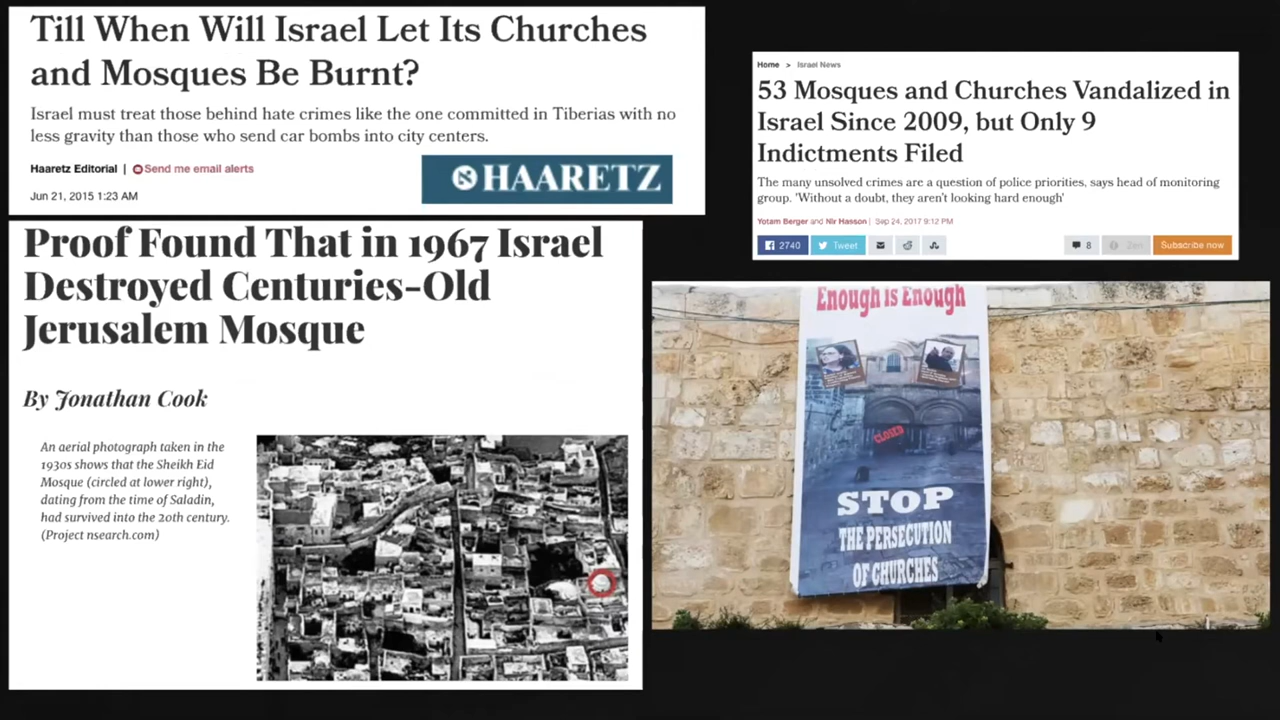 Till When Will Israel Let Its Churches
and Mosques Be Burnt?
Israel must treat those behind hate crimes like the one committed in Tiberias with no
less gravity than those who send car bombs into city centers.
Haaretz Editorial | Send me email alerts
Jun 21, 2015 1:23 AM
HAARETZ
Home > Israel News
53 Mosques and Churches Vandalized in
Israel Since 2009, but Only 9
Indictments Filed
The many unsolved crimes are a question of police priorities, says head of monitoring
group. 'Without a doubt, they aren't looking hard enough'
Yotam Berger and Nir Hasson | Sep 24, 2017 9:12 PM
2740 Tweet 8 Zen Subscribe now
Proof Found That in 1967 Israel
Destroyed Centuries-Old
Jerusalem Mosque
By Jonathan Cook
An aerial photograph taken in the
1930s shows that the Sheikh Eid
Mosque (circled at lower right),
dating from the time of Saladin,
had survived into the 20th century.
(Project nsearch.com)
Enough is Enough
CLOSED
STOP
THE PERSECUTION
OF CHURCHES